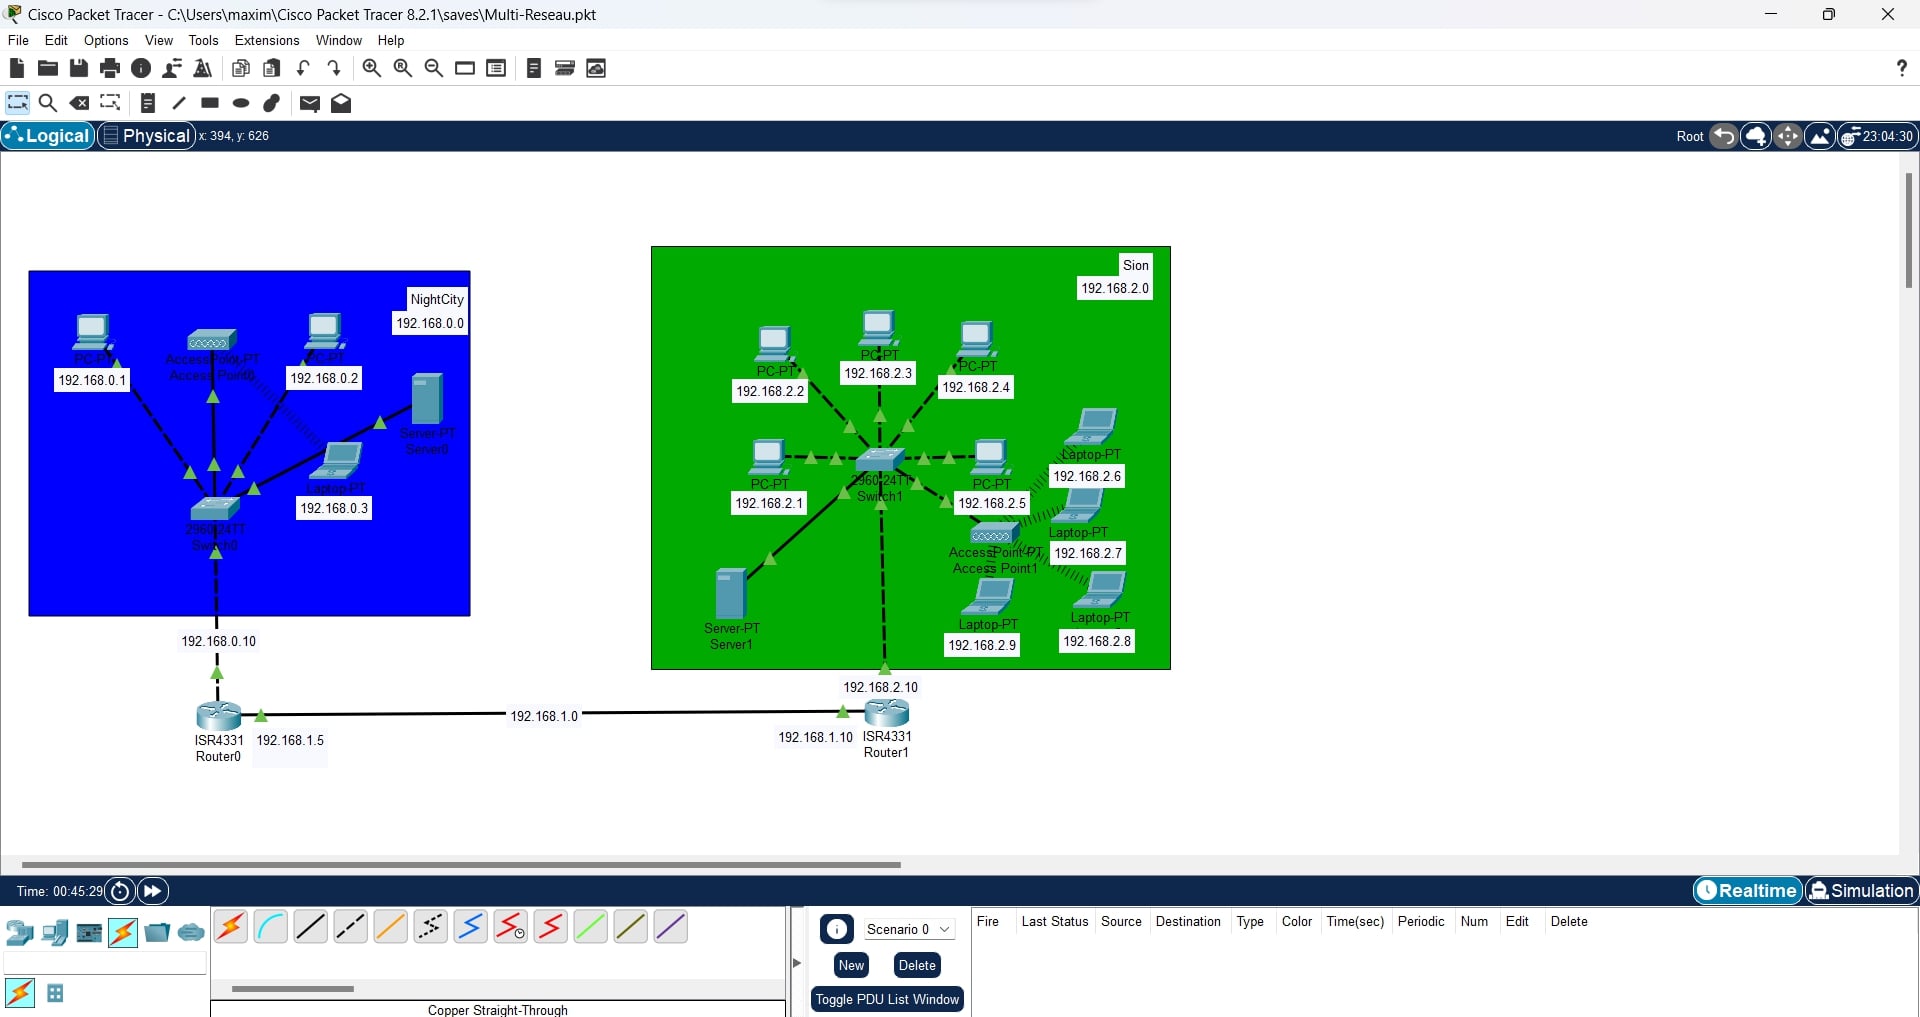 Cisco Packet Tracer - C:\Users\maxim\Cisco Packet Tracer 8.2.1\saves\Multi-Reseau.pkt
File Edit Options View Tools Extensions Window Help
?
Logical Physical x: 394, y: 626 Root 23:04:30
NightCity
192.168.0.0
PC-PT
192.168.0.1
AccessPoint-PT
Access Point0
PC-PT
192.168.0.2
Server-PT
Server0
Laptop-PT
192.168.0.3
2960-24TT
Switch0
192.168.0.10
ISR4331
Router0
192.168.1.5
192.168.1.0
Sion
192.168.2.0
PC-PT
192.168.2.2
PC-PT
192.168.2.3
PC-PT
192.168.2.4
PC-PT
192.168.2.1
2960-24TT
Switch1
PC-PT
192.168.2.5
Laptop-PT
192.168.2.6
Laptop-PT
192.168.2.7
AccessPoint-PT
Access Point1
Laptop-PT
192.168.2.8
Laptop-PT
192.168.2.9
Server-PT
Server1
192.168.2.10
192.168.1.10
ISR4331
Router1
Time: 00:45:29 Realtime Simulation
Scenario 0
New Delete
Toggle PDU List Window
Fire Last Status Source Destination Type Color Time(sec) Periodic Num Edit Delete
Copper Straight-Through